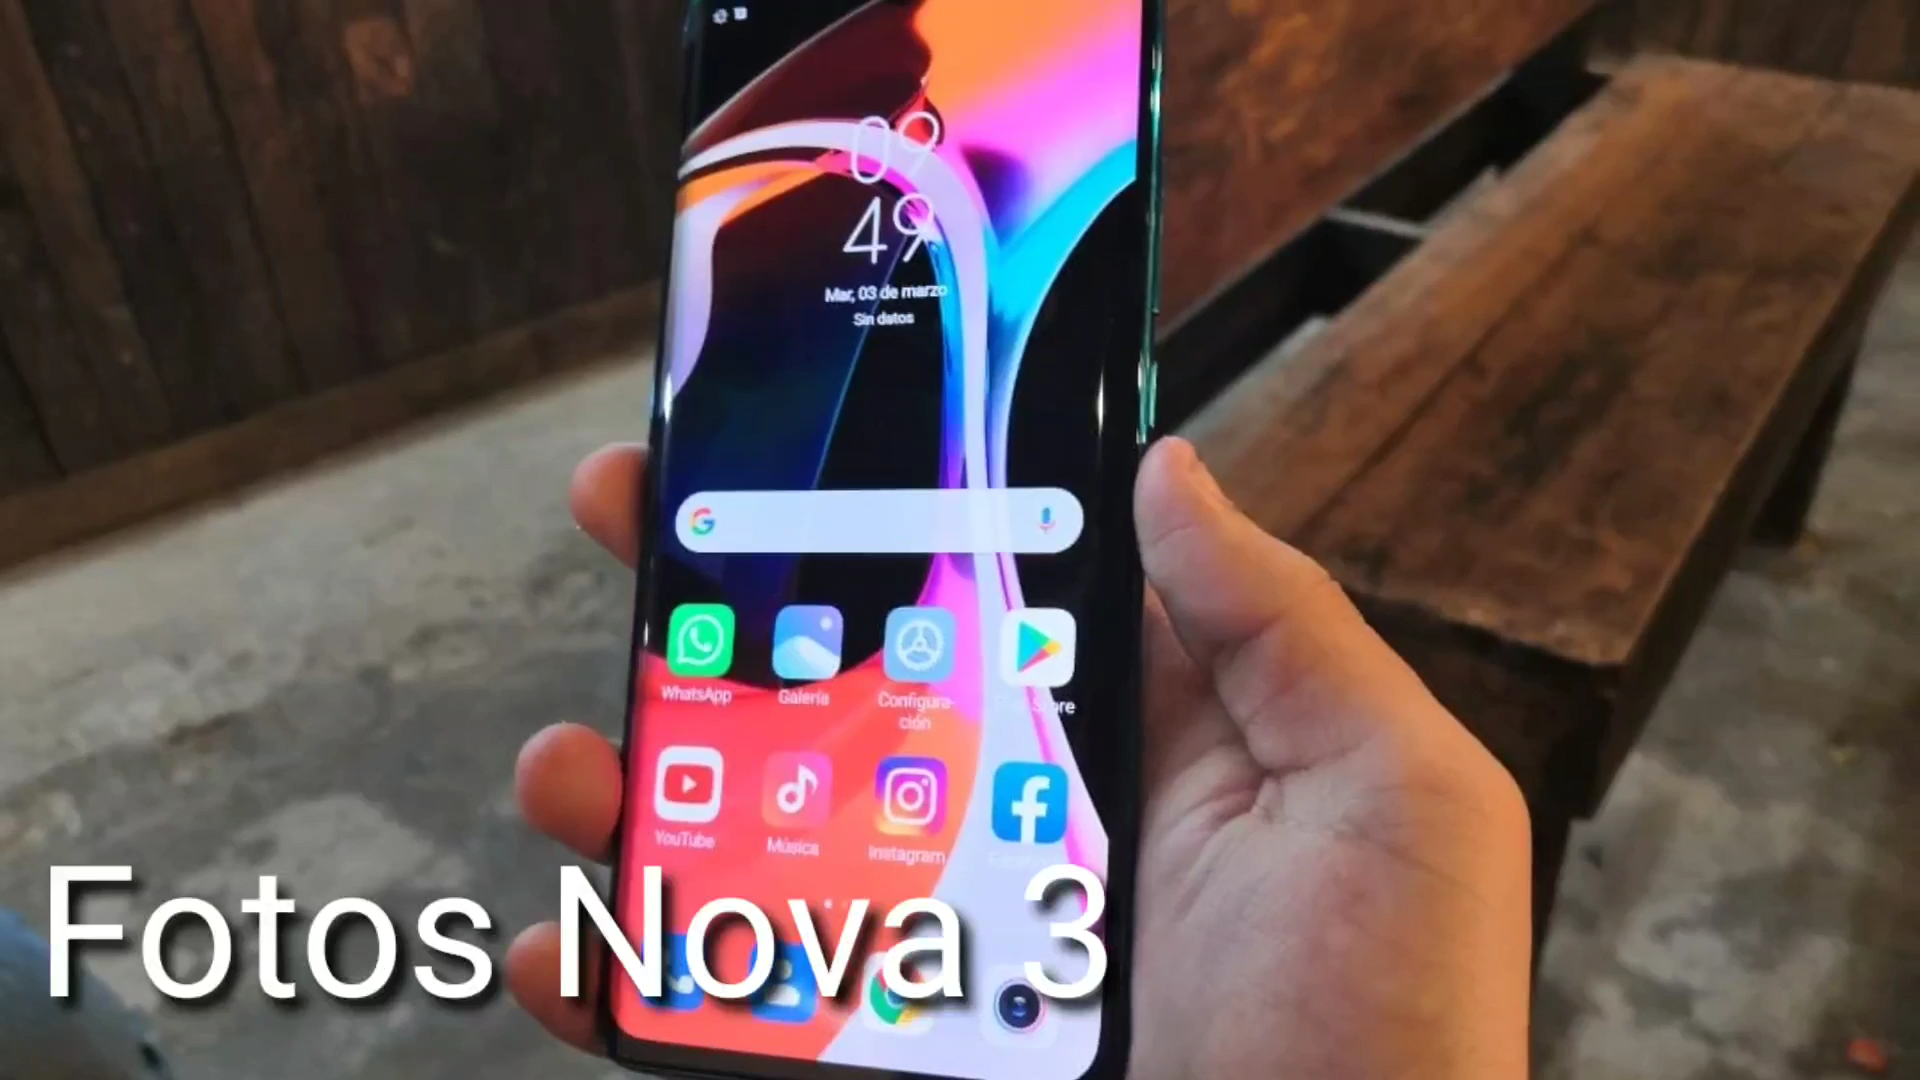 09
49
Mar, 03 de marzo
Sin datos
WhatsApp
Galería
Configura-
ción
YouTube
Música
Instagram
Fotos Nova 3